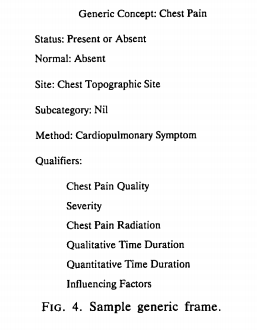 Generic Concept: Chest Pain
Status: Present or Absent
Normal: Absent
Site: Chest Topographic Site
Subcategory: Nil
Method: Cardiopulmonary Symptom
Qualifiers:
Chest Pain Quality
Severity
Chest Pain Radiation
Qualitative Time Duration
Quantitative Time Duration
Influencing Factors
FIG. 4. Sample generic frame.